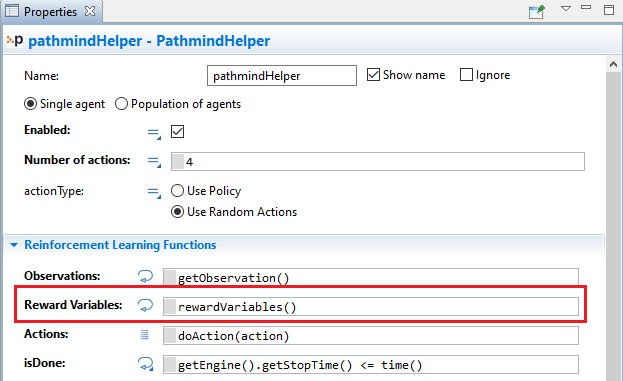 Properties
pathmindHelper - PathmindHelper
Name: pathmindHelper Show name Ignore
Single agent Population of agents
Enabled:
Number of actions: 4
actionType: Use Policy
Use Random Actions
Reinforcement Learning Functions
Observations: getObservation()
Reward Variables: rewardVariables()
Actions: doAction(action)
isDone: getEngine().getStopTime() <= time()